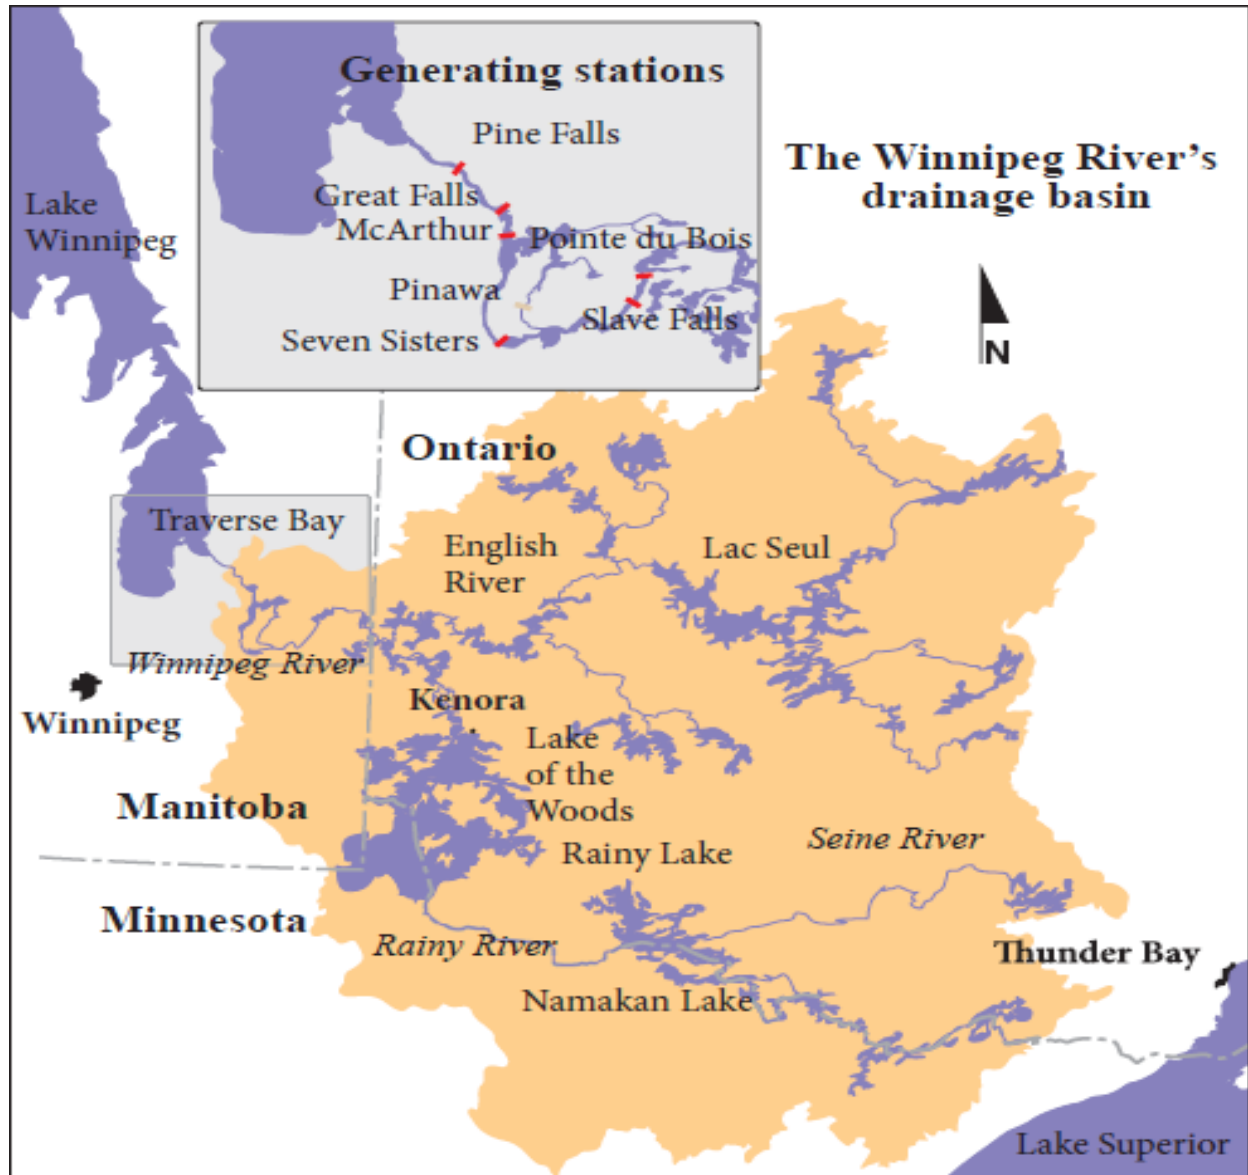 Generating stations
Pine Falls
The Winnipeg River's
drainage basin
Lake
Winnipeg
Great Falls
McArthur
Pointe du Bois
Pinawa
Slave Falls
Seven Sisters
N
Ontario
Traverse Bay
English
River
Lac Seul
Winnipeg River
Kenora
Winnipeg
Lake
of the
Woods
Manitoba
Seine River
Rainy Lake
Minnesota
Rainy River
Thunder Bay
Namakan Lake
Lake Superior